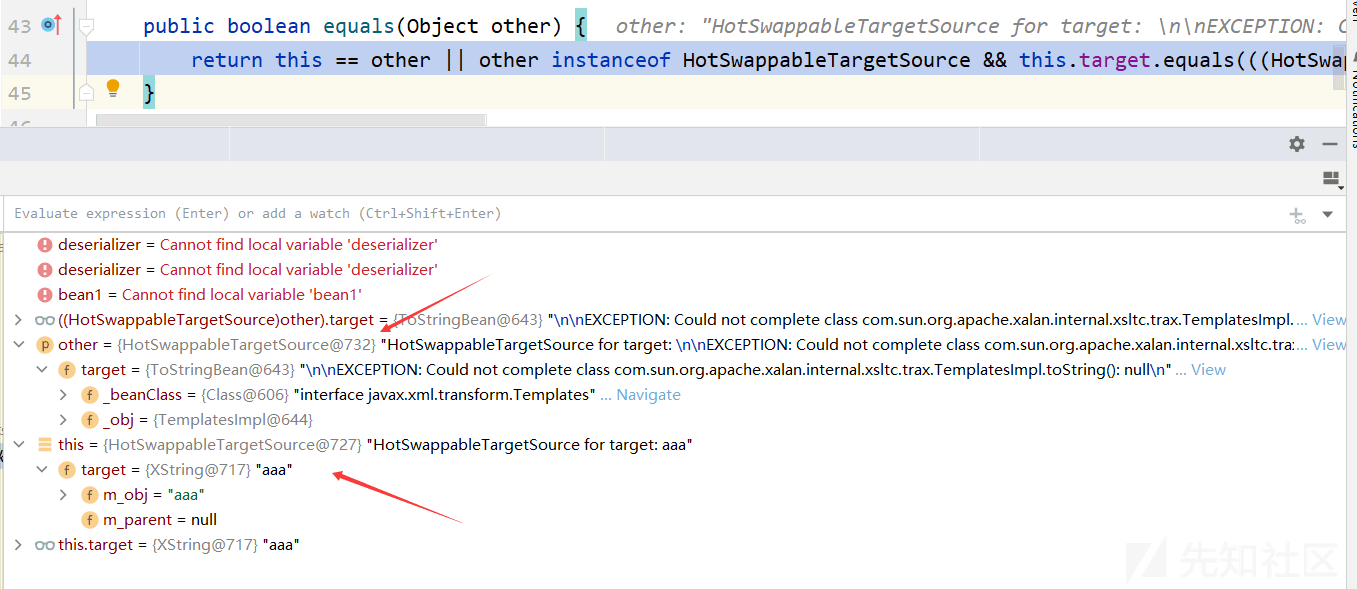 43 public boolean equals(Object other) { other: "HotSwappableTargetSource for target: \n\nEXCEPTION: C
44 return this == other || other instanceof HotSwappableTargetSource && this.target.equals(((HotSwap
45 }
46
Notifications
Evaluate expression (Enter) or add a watch (Ctrl+Shift+Enter)
deserializer = Cannot find local variable 'deserializer'
deserializer = Cannot find local variable 'deserializer'
bean1 = Cannot find local variable 'bean1'
((HotSwappableTargetSource)other).target = {ToStringBean@643} "\n\nEXCEPTION: Could not complete class com.sun.org.apache.xalan.internal.xsltc.trax.TemplatesImpl. ... View
other = {HotSwappableTargetSource@732} "HotSwappableTargetSource for target: \n\nEXCEPTION: Could not complete class com.sun.org.apache.xalan.internal.xsltc.tra: ... View
target = {ToStringBean@643} "\n\nEXCEPTION: Could not complete class com.sun.org.apache.xalan.internal.xsltc.trax.TemplatesImpl.toString(): null\n" ... View
_beanClass = {Class@606} "interface javax.xml.transform.Templates" ... Navigate
_obj = {TemplatesImpl@644}
this = {HotSwappableTargetSource@727} "HotSwappableTargetSource for target: aaa"
target = {XString@717} "aaa"
m_obj = "aaa"
m_parent = null
this.target = {XString@717} "aaa"
先知社区